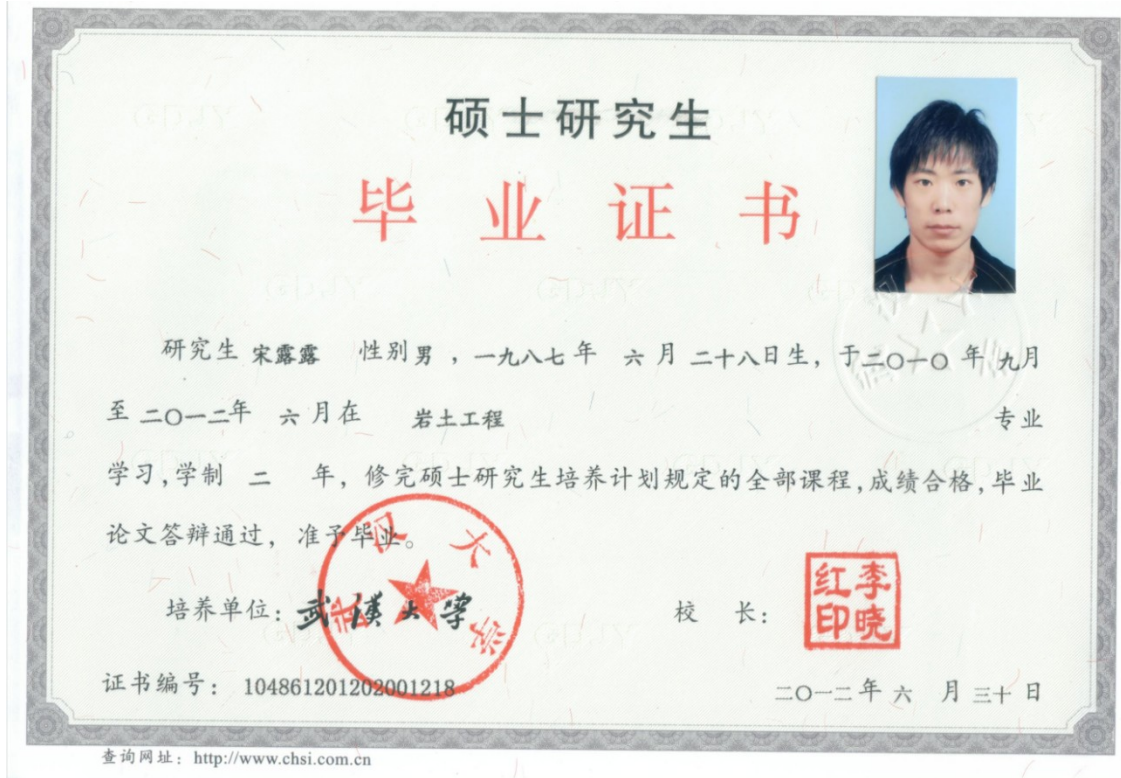 硕士研究生
毕业证书
研究生 宋露露 性别 男 ，一九八七 年 六 月 二十八日生，于二〇一〇 年 九月
至 二〇一二年 六 月在 岩土工程 专业
学习,学制 二 年，修完硕士研究生培养计划规定的全部课程,成绩合格,毕业
论文答辩通过，准予毕业。
武汉大学
培养单位：武漢大学
校 长：
李晓红印
证书编号： 104861201202001218
二〇一二年 六 月 三十 日
查询网址：http://www.chsi.com.cn